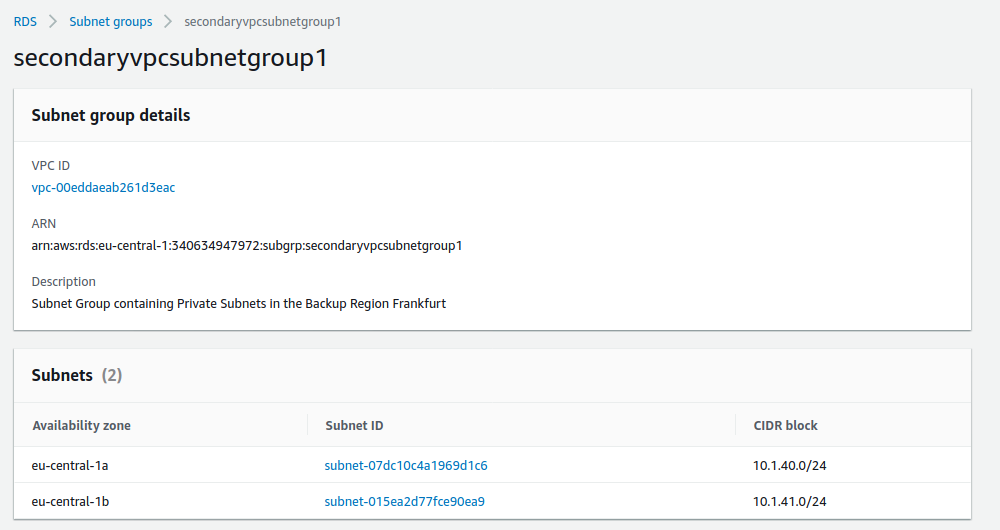 RDS > Subnet groups > secondaryvpcsubnetgroup1
secondaryvpcsubnetgroup1
Subnet group details
VPC ID
vpc-00eddaeab261d3eac
ARN
arn:aws:rds:eu-central-1:340634947972:subgrp:secondaryvpcsubnetgroup1
Description
Subnet Group containing Private Subnets in the Backup Region Frankfurt
Subnets (2)
Availability zone Subnet ID CIDR block
eu-central-1a subnet-07dc10c4a1969d1c6 10.1.40.0/24
eu-central-1b subnet-015ea2d77fce90ea9 10.1.41.0/24